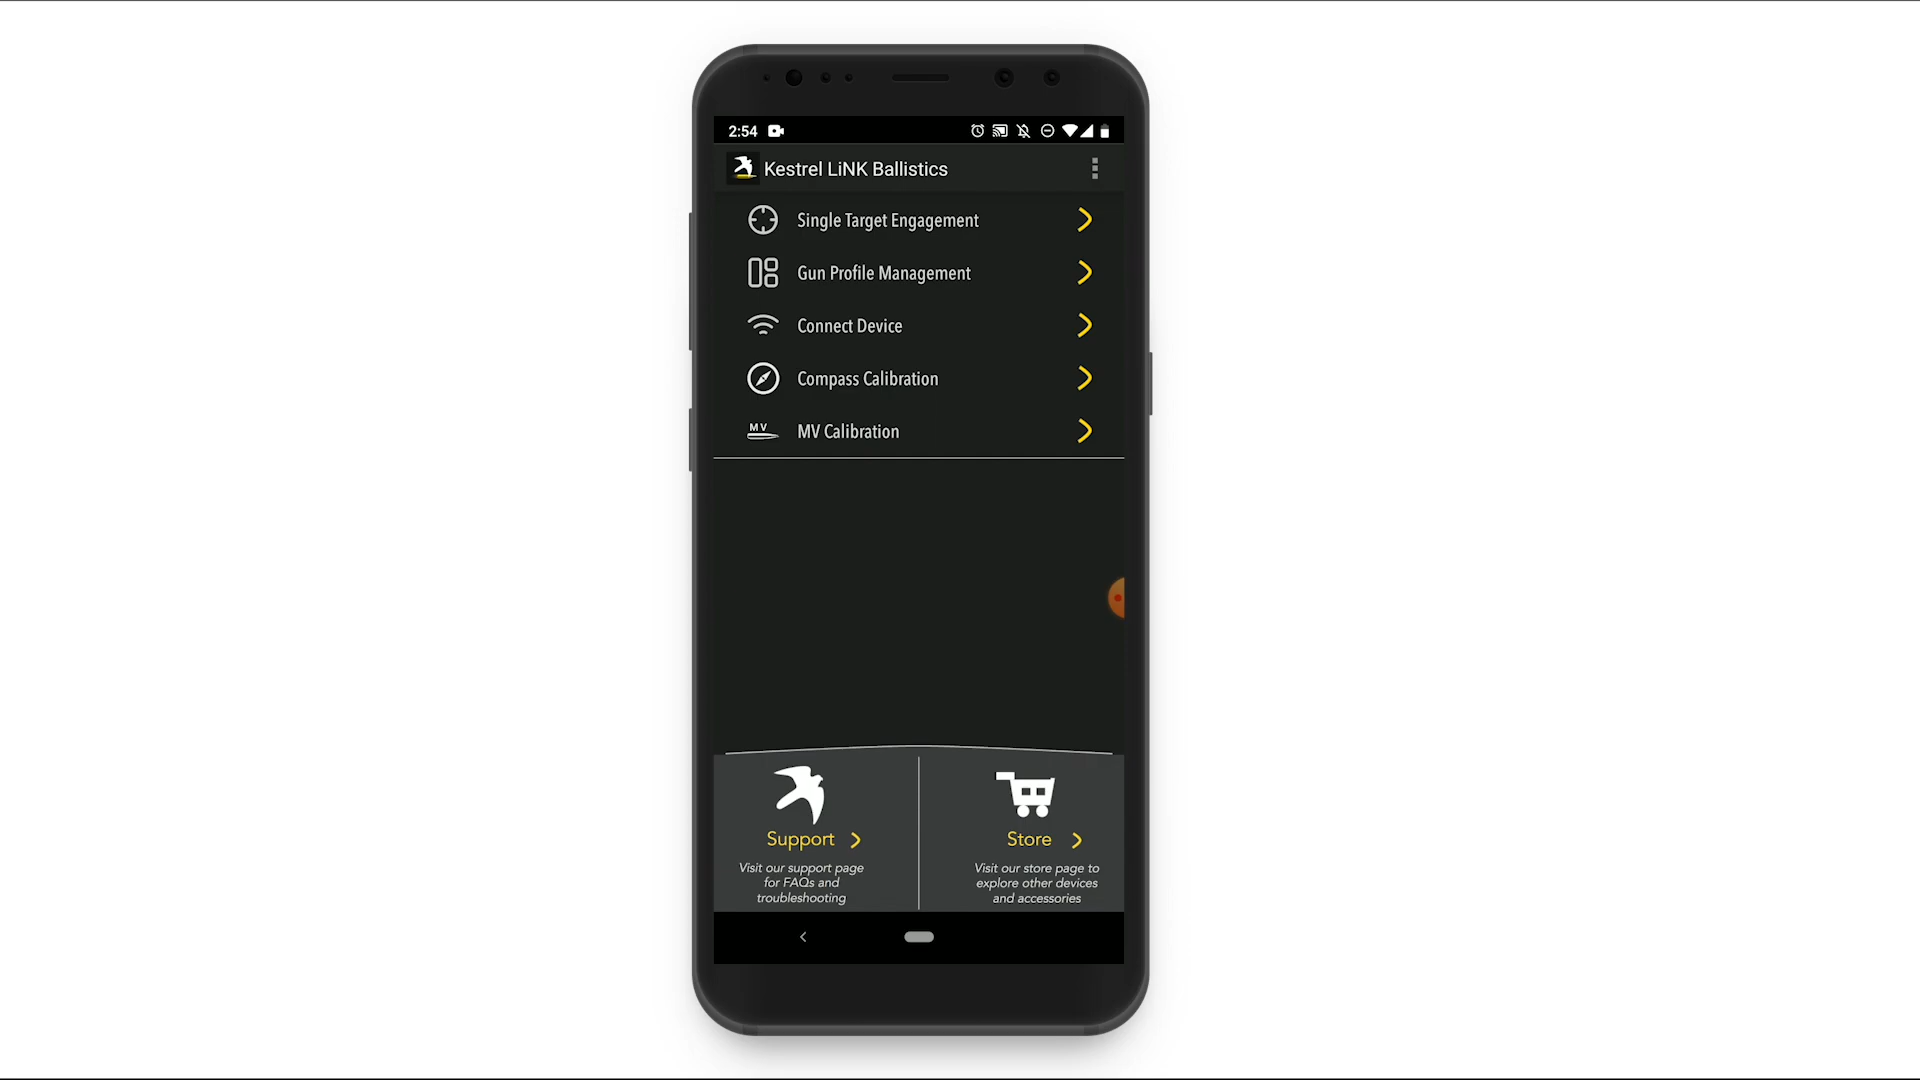 2:54
Kestrel LiNK Ballistics
Single Target Engagement
Gun Profile Management
Connect Device
Compass Calibration
MV
MV Calibration
Support
Visit our support page
for FAQs and
troubleshooting
Store
Visit our store page to
explore other devices
and accessories